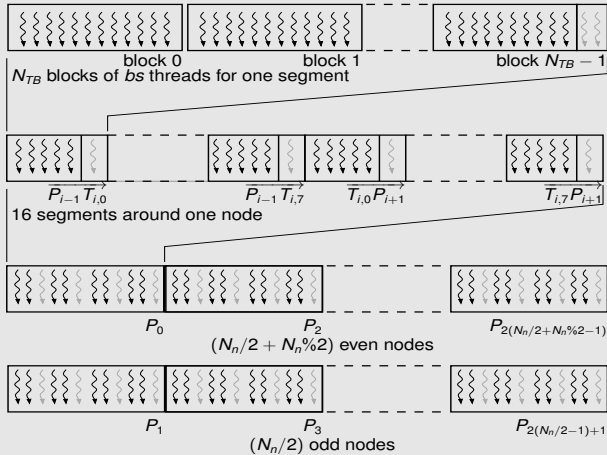 block 0 block 1 block N_TB − 1
N_TB blocks of bs threads for one segment
P_{i−1}T_{i,0} P_{i−1}T_{i,7} T_{i,0}P_{i+1} T_{i,7}P_{i+1}
16 segments around one node
P_0 P_2 P_{2(N_n/2+N_n%2−1)}
(N_n/2 + N_n%2) even nodes
P_1 P_3 P_{2(N_n/2−1)+1}
(N_n/2) odd nodes